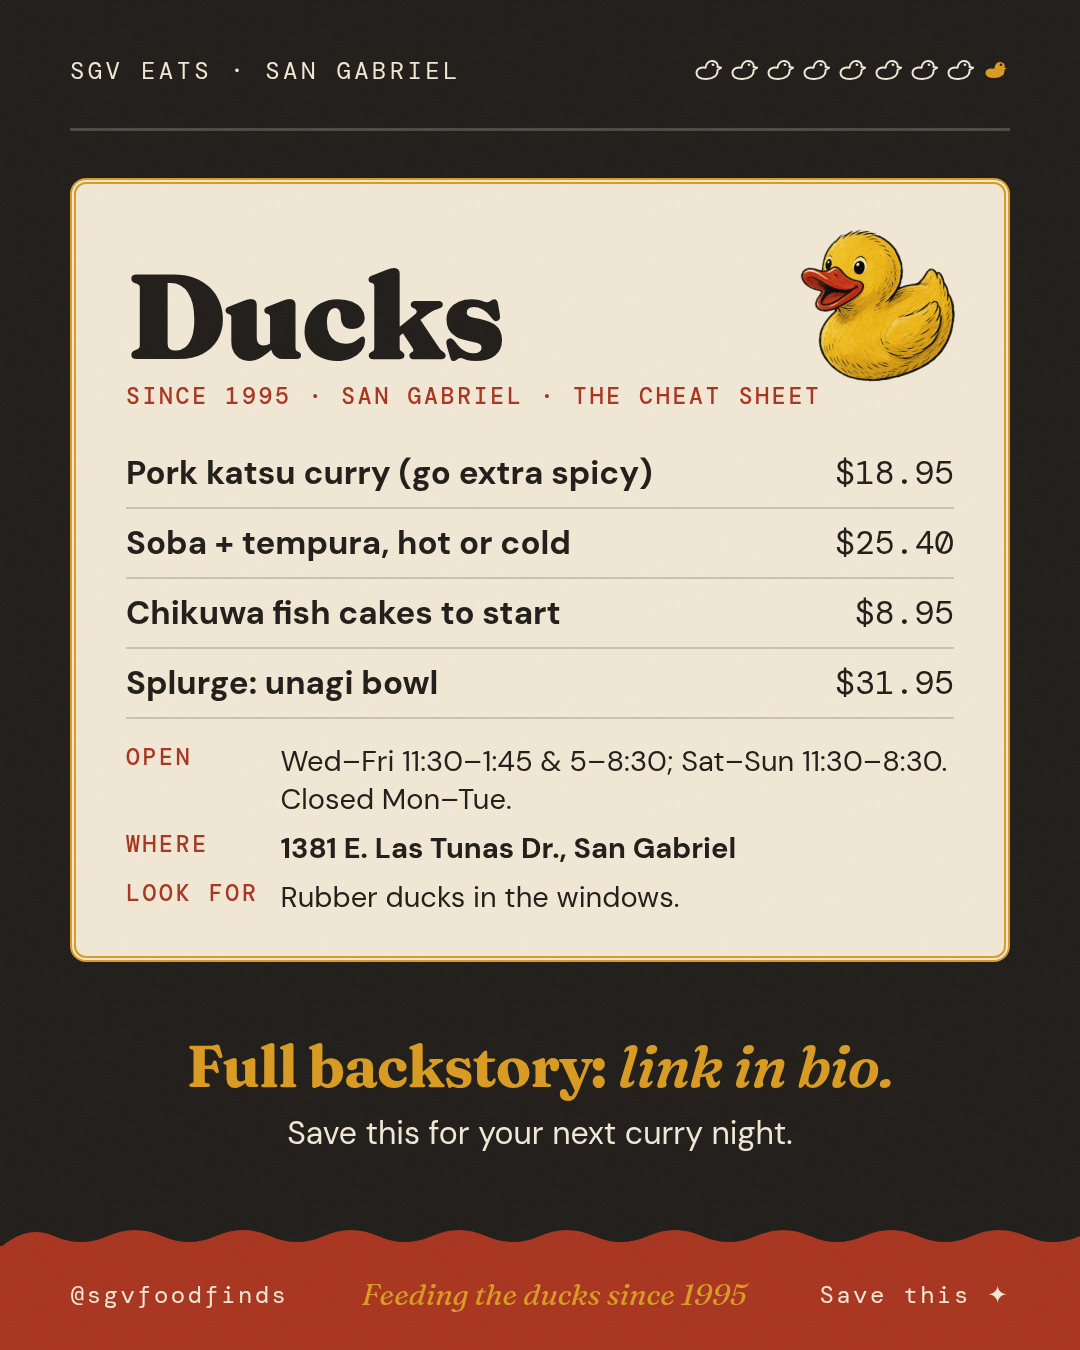 SGV EATS · SAN GABRIEL
Ducks
SINCE 1995 · SAN GABRIEL · THE CHEAT SHEET
Pork katsu curry (go extra spicy) $18.95
Soba + tempura, hot or cold $25.40
Chikuwa fish cakes to start $8.95
Splurge: unagi bowl $31.95
OPEN Wed–Fri 11:30–1:45 & 5–8:30; Sat–Sun 11:30–8:30.
Closed Mon–Tue.
WHERE 1381 E. Las Tunas Dr., San Gabriel
LOOK FOR Rubber ducks in the windows.
Full backstory: link in bio.
Save this for your next curry night.
@sgvfoodfinds Feeding the ducks since 1995 Save this ✦